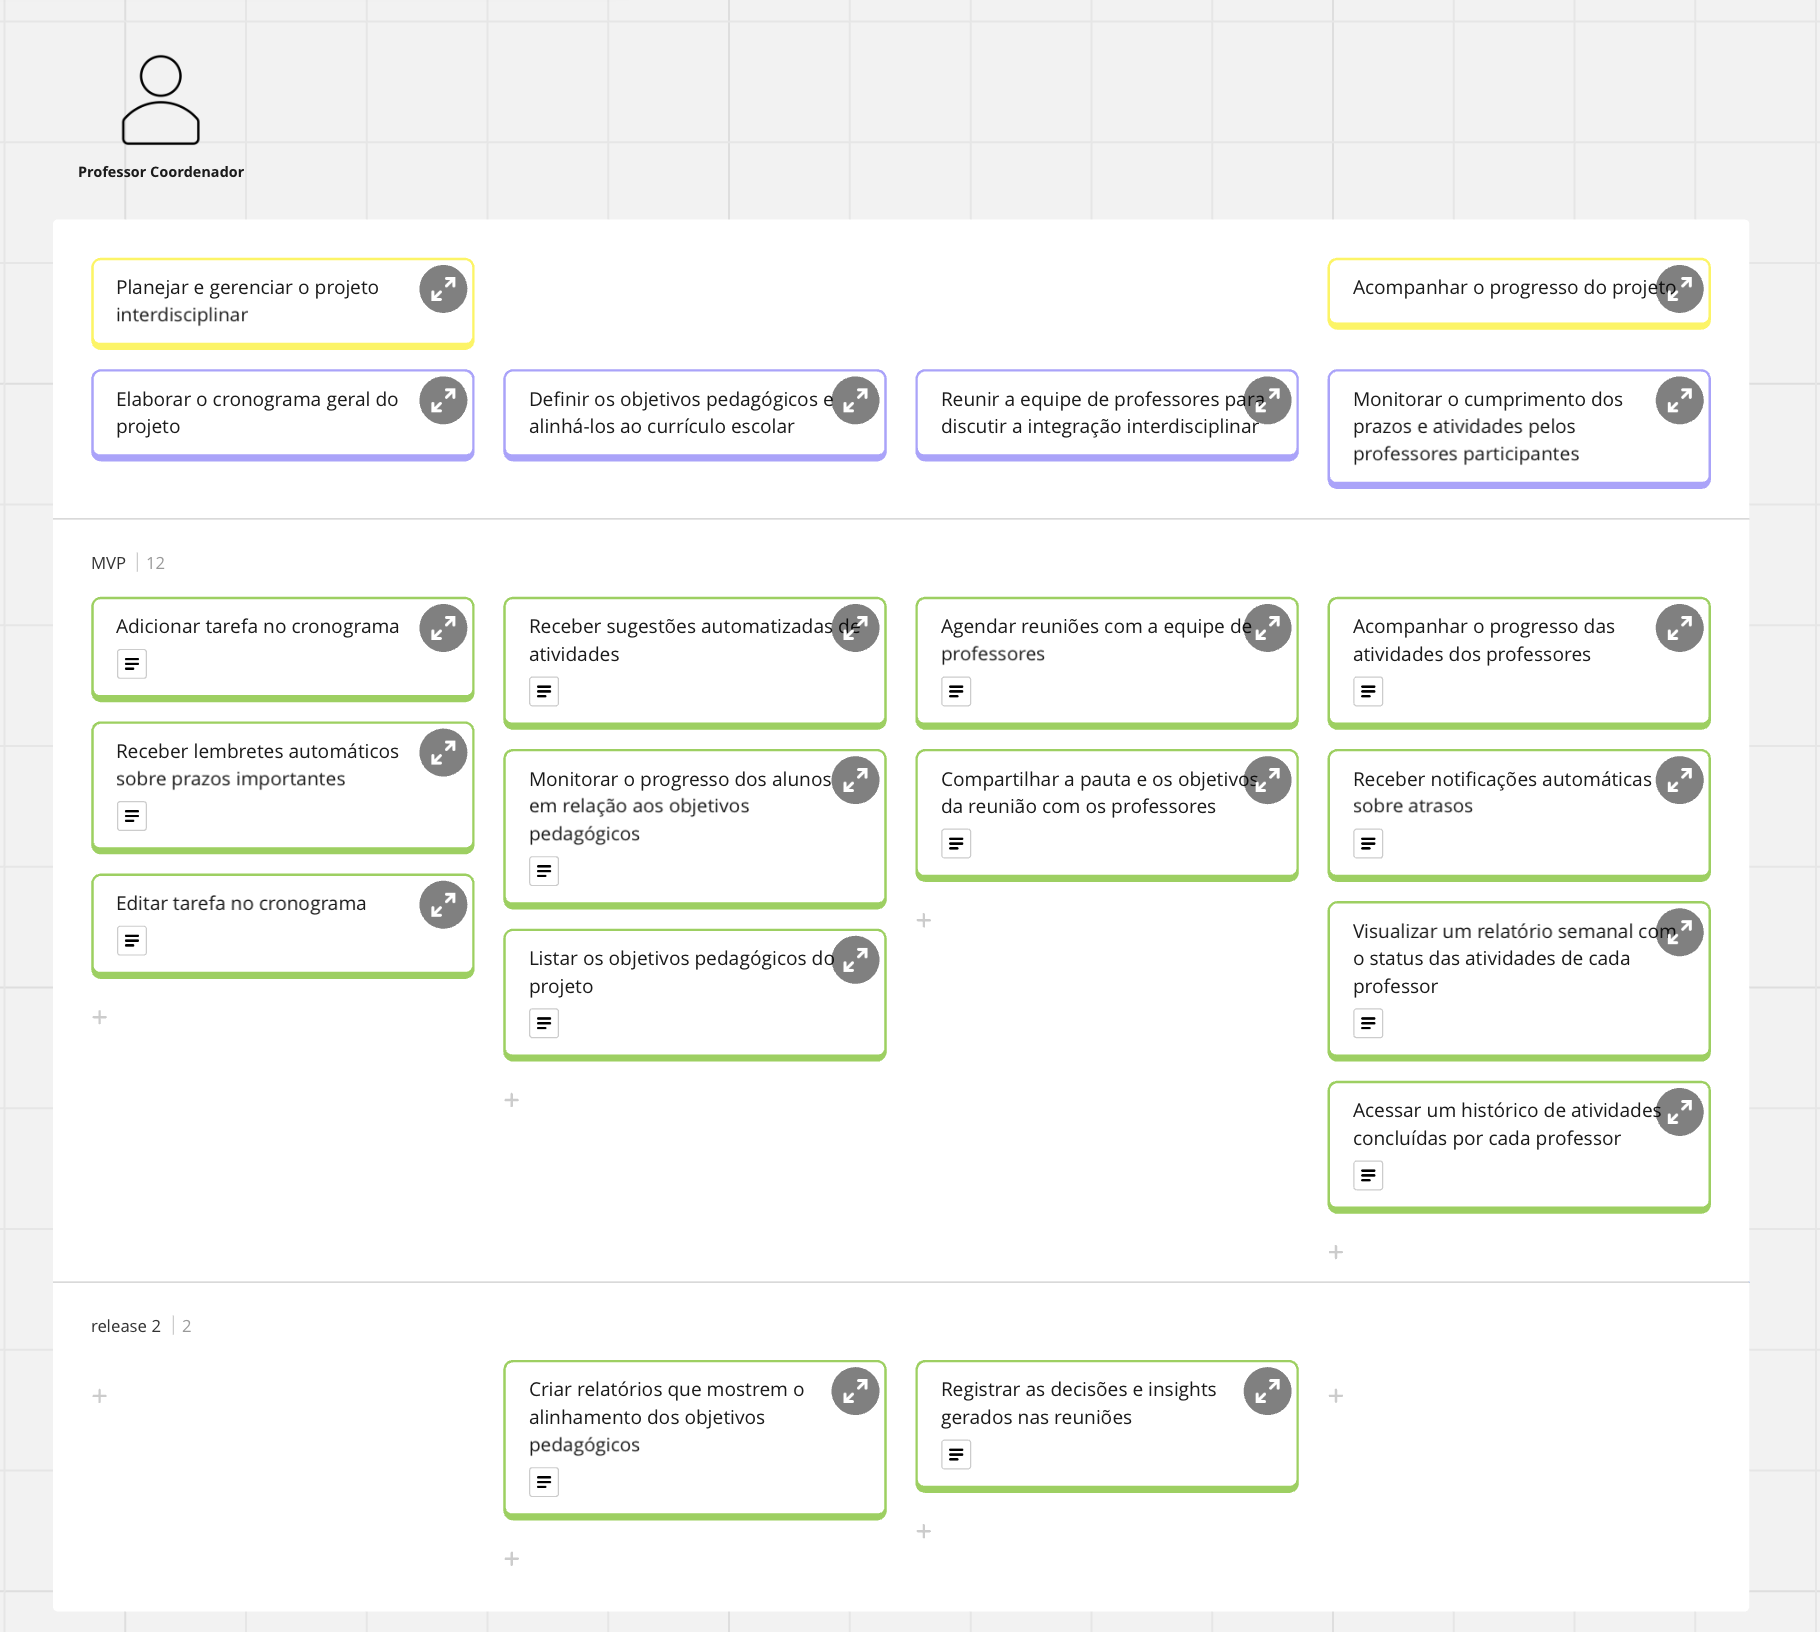 Professor Coordenador
Planejar e gerenciar o projeto
interdisciplinar
Acompanhar o progresso do projeto
Elaborar o cronograma geral do
projeto
Definir os objetivos pedagógicos e
alinhá-los ao currículo escolar
Reunir a equipe de professores para
discutir a integração interdisciplinar
Monitorar o cumprimento dos
prazos e atividades pelos
professores participantes
MVP 12
Adicionar tarefa no cronograma
Receber lembretes automáticos
sobre prazos importantes
Editar tarefa no cronograma
Receber sugestões automatizadas de
atividades
Monitorar o progresso dos alunos
em relação aos objetivos
pedagógicos
Listar os objetivos pedagógicos do
projeto
Agendar reuniões com a equipe de
professores
Compartilhar a pauta e os objetivos
da reunião com os professores
Acompanhar o progresso das
atividades dos professores
Receber notificações automáticas
sobre atrasos
Visualizar um relatório semanal com
o status das atividades de cada
professor
Acessar um histórico de atividades
concluídas por cada professor
release 2 2
Criar relatórios que mostrem o
alinhamento dos objetivos
pedagógicos
Registrar as decisões e insights
gerados nas reuniões